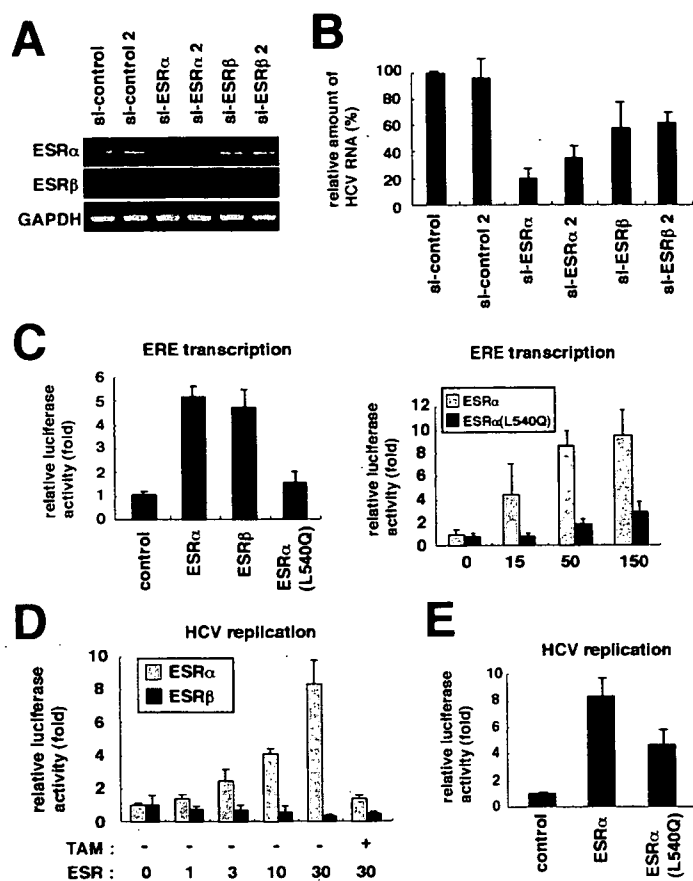 A
si-control
si-control 2
si-ESRα
si-ESRα 2
si-ESRβ
si-ESRβ 2
ESRα
ESRβ
GAPDH
B
relative amount of
HCV RNA (%)
100
80
60
40
20
0
si-control
si-control 2
si-ESRα
si-ESRα 2
si-ESRβ
si-ESRβ 2
C
ERE transcription
relative luciferase
activity (fold)
6
5
4
3
2
1
0
control
ESRα
ESRβ
ESRα
(L540Q)
ERE transcription
relative luciferase
activity (fold)
12
10
8
6
4
2
0
ESRα
ESRα(L540Q)
0 15 50 150
D
HCV replication
relative luciferase
activity (fold)
10
8
6
4
2
0
ESRα
ESRβ
TAM : - - - - - +
ESR : 0 1 3 10 30 30
E
HCV replication
relative luciferase
activity (fold)
10
8
6
4
2
0
control
ESRα
ESRα
(L540Q)